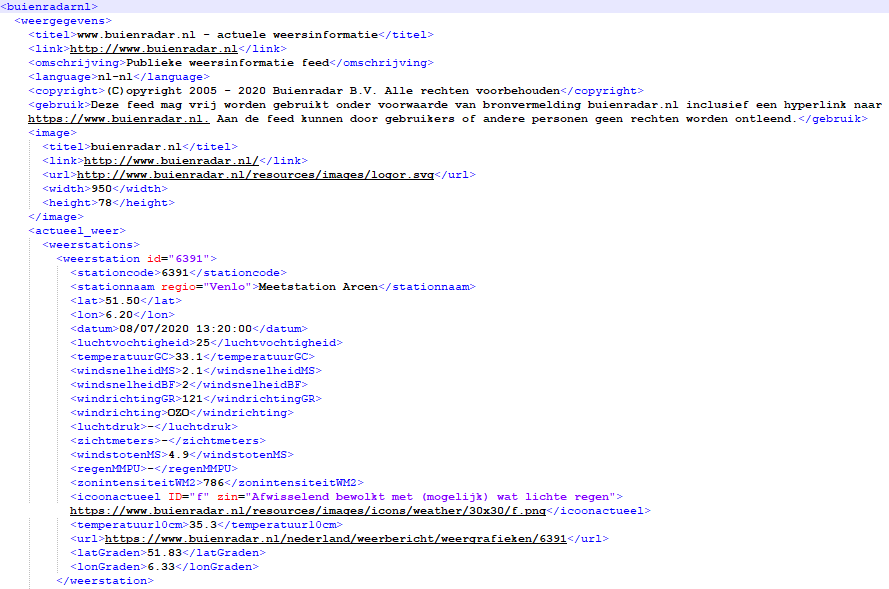 <buienradarnl>
<weergegevens>
<titel>www.buienradar.nl - actuele weersinformatie</titel>
<link>http://www.buienradar.nl</link>
<omschrijving>Publieke weersinformatie feed</omschrijving>
<language>nl-nl</language>
<copyright>(C)opyright 2005 - 2020 Buienradar B.V. Alle rechten voorbehouden</copyright>
<gebruik>Deze feed mag vrij worden gebruikt onder voorwaarde van bronvermelding buienradar.nl inclusief een hyperlink naar
https://www.buienradar.nl. Aan de feed kunnen door gebruikers of andere personen geen rechten worden ontleend.</gebruik>
<image>
<titel>buienradar.nl</titel>
<link>http://www.buienradar.nl/</link>
<url>http://www.buienradar.nl/resources/images/logor.svg</url>
<width>950</width>
<height>78</height>
</image>
<actueel_weer>
<weerstations>
<weerstation id="6391">
<stationcode>6391</stationcode>
<stationnaam regio="Venlo">Meetstation Arcen</stationnaam>
<lat>51.50</lat>
<lon>6.20</lon>
<datum>08/07/2020 13:20:00</datum>
<luchtvochtigheid>25</luchtvochtigheid>
<temperatuurGC>33.1</temperatuurGC>
<windsnelheidMS>2.1</windsnelheidMS>
<windsnelheidBF>2</windsnelheidBF>
<windrichtingGR>121</windrichtingGR>
<windrichting>OZO</windrichting>
<luchtdruk>-</luchtdruk>
<zichtmeters>-</zichtmeters>
<windstotenMS>4.9</windstotenMS>
<regenMMPU>-</regenMMPU>
<zonintensiteitWM2>786</zonintensiteitWM2>
<icoonactueel ID="f" zin="Afwisselend bewolkt met (mogelijk) wat lichte regen">
https://www.buienradar.nl/resources/images/icons/weather/30x30/f.png</icoonactueel>
<temperatuur10cm>35.3</temperatuur10cm>
<url>https://www.buienradar.nl/nederland/weerbericht/weergrafieken/6391</url>
<latGraden>51.83</latGraden>
<lonGraden>6.33</lonGraden>
</weerstation>